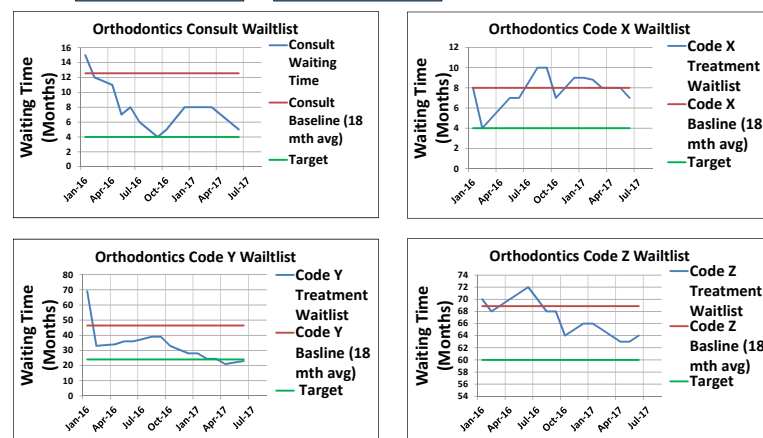 Orthodontics Consult Wailtlist
Waiting Time
(Months)
16
14
12
10
8
6
4
2
0
Jan-16
Apr-16
Jul-16
Oct-16
Jan-17
Apr-17
Jul-17
Consult
Waiting
Time
Consult
Baseline (18
mth avg)
Target
Orthodontics Code X Wailtlist
Waiting Time
(Months)
12
10
8
6
4
2
0
Jan-16
Apr-16
Jul-16
Oct-16
Jan-17
Apr-17
Jul-17
Code X
Treatment
Waitlist
Code X
Basline (18
mth avg)
Target
Orthodontics Code Y Wailtlist
Waiting Time
(Months)
80
70
60
50
40
30
20
10
0
Jan-16
Apr-16
Jul-16
Oct-16
Jan-17
Apr-17
Jul-17
Code Y
Treatment
Waitlist
Code Y
Basline (18
mth avg)
Target
Orthodontics Code Z Wailtlist
Waiting Time
(Months)
74
72
70
68
66
64
62
60
58
56
54
Jan-16
Apr-16
Jul-16
Oct-16
Jan-17
Apr-17
Jul-17
Code Z
Treatment
Waitlist
Code Z
Basline (18
mth avg)
Target